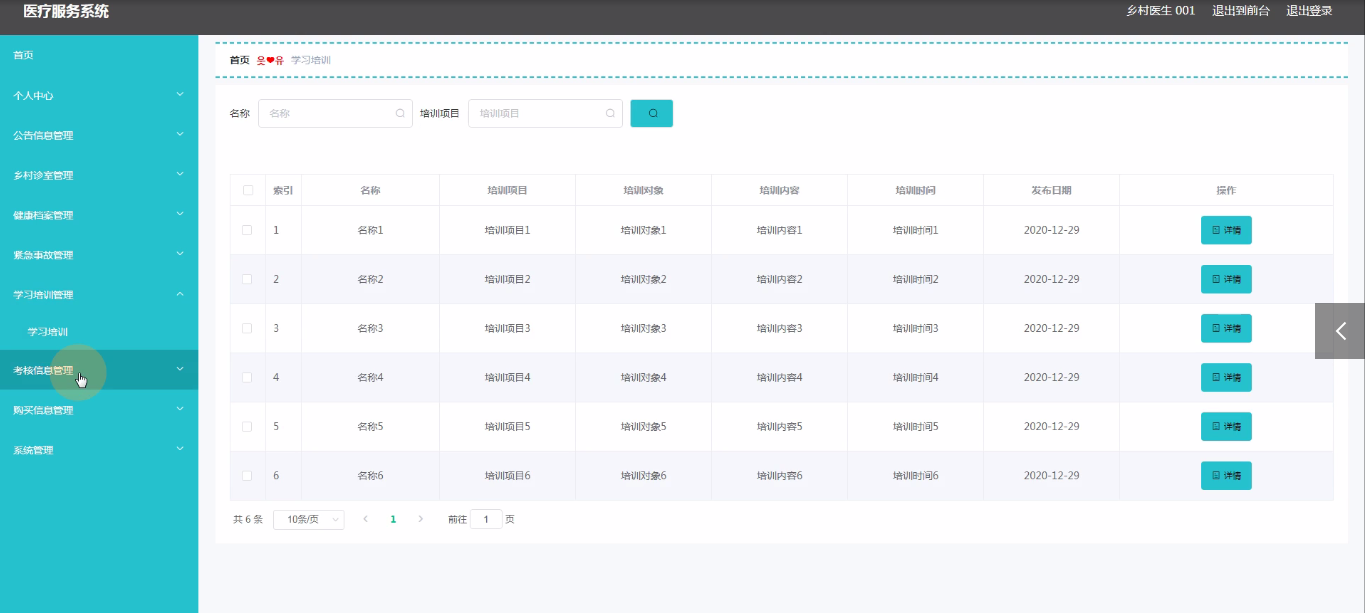 医疗服务系统
乡村医生 001 退出到前台 退出登录
首页
个人中心
公告信息管理
乡村诊室管理
健康档案管理
紧急事故管理
学习培训管理
学习培训
考核信息管理
购买信息管理
系统管理
首页 웃❤유 学习培训
名称 名称 培训项目 培训项目
索引 名称 培训项目 培训对象 培训内容 培训时间 发布日期 操作
1 名称1 培训项目1 培训对象1 培训内容1 培训时间1 2020-12-29 详情
2 名称2 培训项目2 培训对象2 培训内容2 培训时间2 2020-12-29 详情
3 名称3 培训项目3 培训对象3 培训内容3 培训时间3 2020-12-29 详情
4 名称4 培训项目4 培训对象4 培训内容4 培训时间4 2020-12-29 详情
5 名称5 培训项目5 培训对象5 培训内容5 培训时间5 2020-12-29 详情
6 名称6 培训项目6 培训对象6 培训内容6 培训时间6 2020-12-29 详情
共 6 条 10条/页 1 前往 1 页